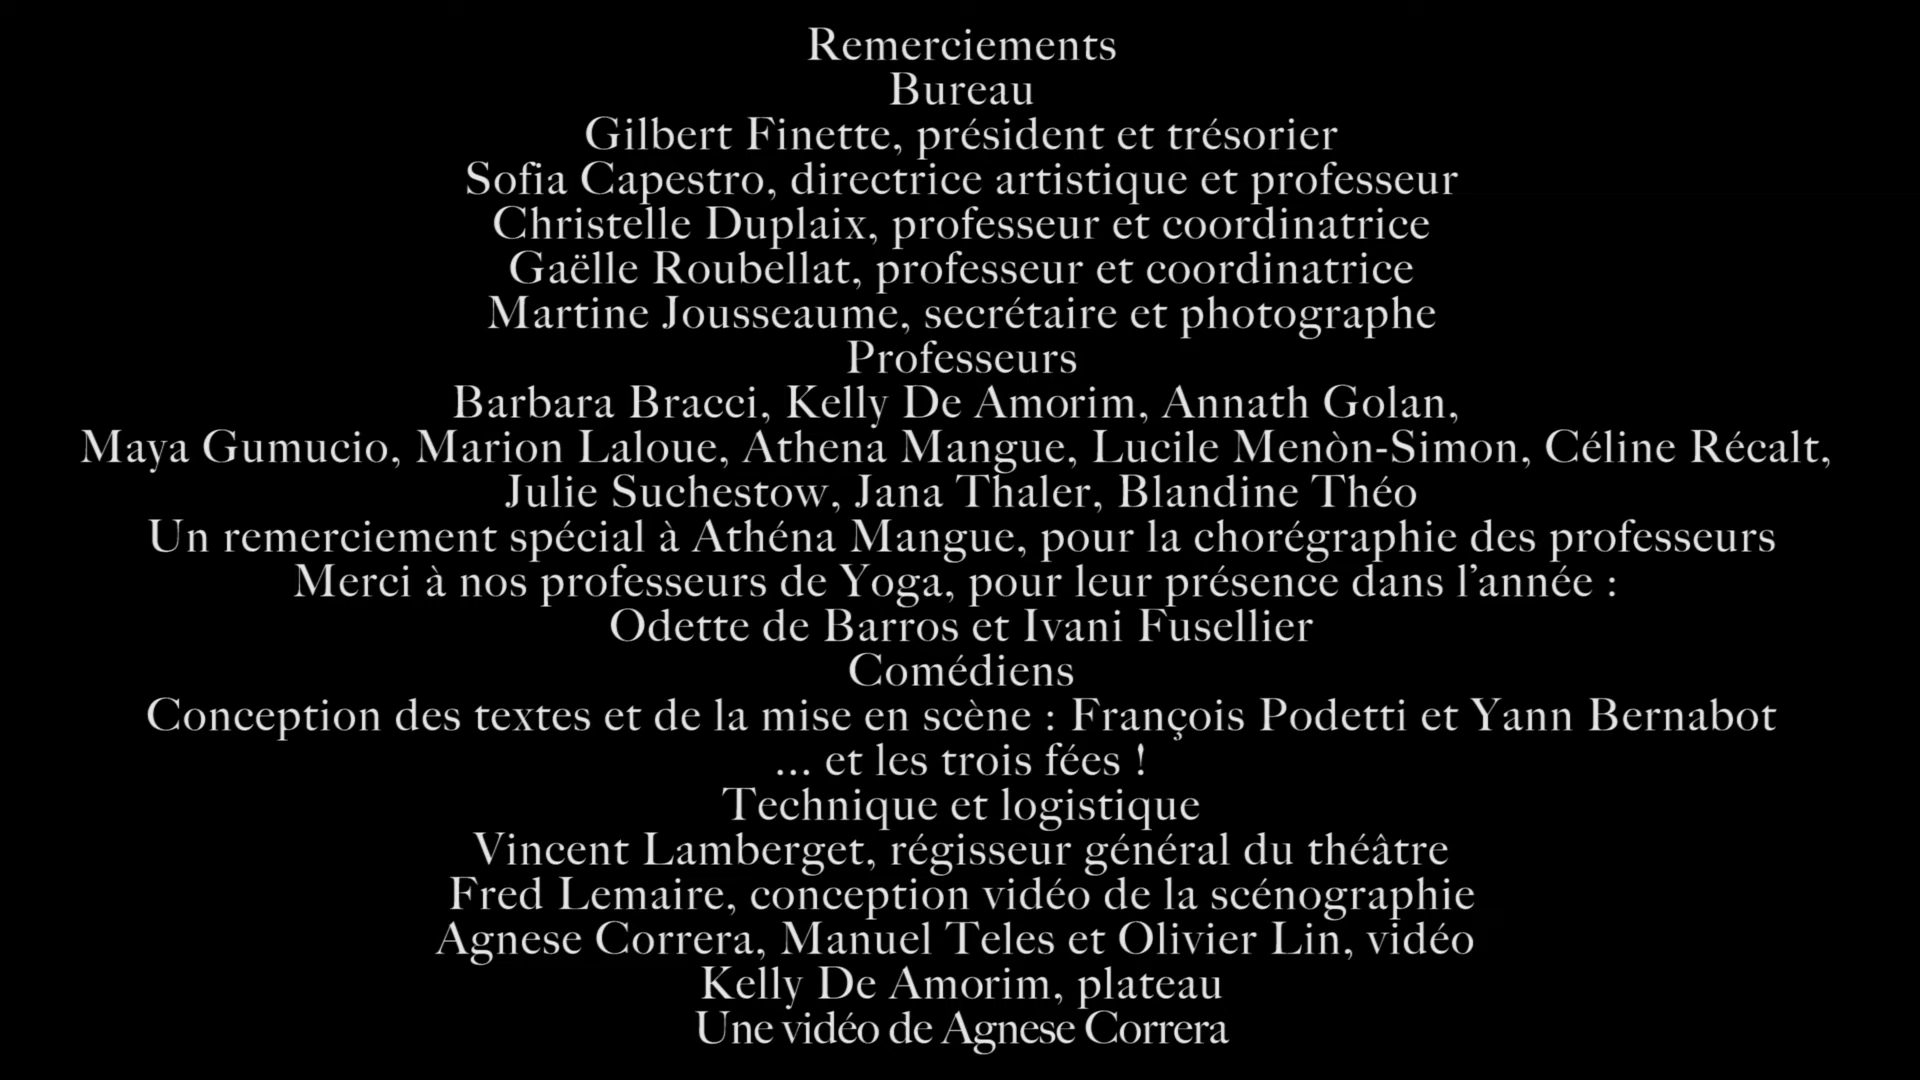 Remerciements
Bureau
Gilbert Finette, président et trésorier
Sofia Capestro, directrice artistique et professeur
Christelle Duplaix, professeur et coordinatrice
Gaëlle Roubellat, professeur et coordinatrice
Martine Jousseaume, secrétaire et photographe
Professeurs
Barbara Bracci, Kelly De Amorim, Annath Golan,
Maya Gumucio, Marion Laloue, Athena Mangue, Lucile Menòn-Simon, Céline Récalt,
Julie Suchestow, Jana Thaler, Blandine Théo
Un remerciement spécial à Athéna Mangue, pour la chorégraphie des professeurs
Merci à nos professeurs de Yoga, pour leur présence dans l’année :
Odette de Barros et Ivani Fusellier
Comédiens
Conception des textes et de la mise en scène : François Podetti et Yann Bernabot
... et les trois fées !
Technique et logistique
Vincent Lamberget, régisseur général du théâtre
Fred Lemaire, conception vidéo de la scénographie
Agnese Correra, Manuel Teles et Olivier Lin, vidéo
Kelly De Amorim, plateau
Une vidéo de Agnese Correra